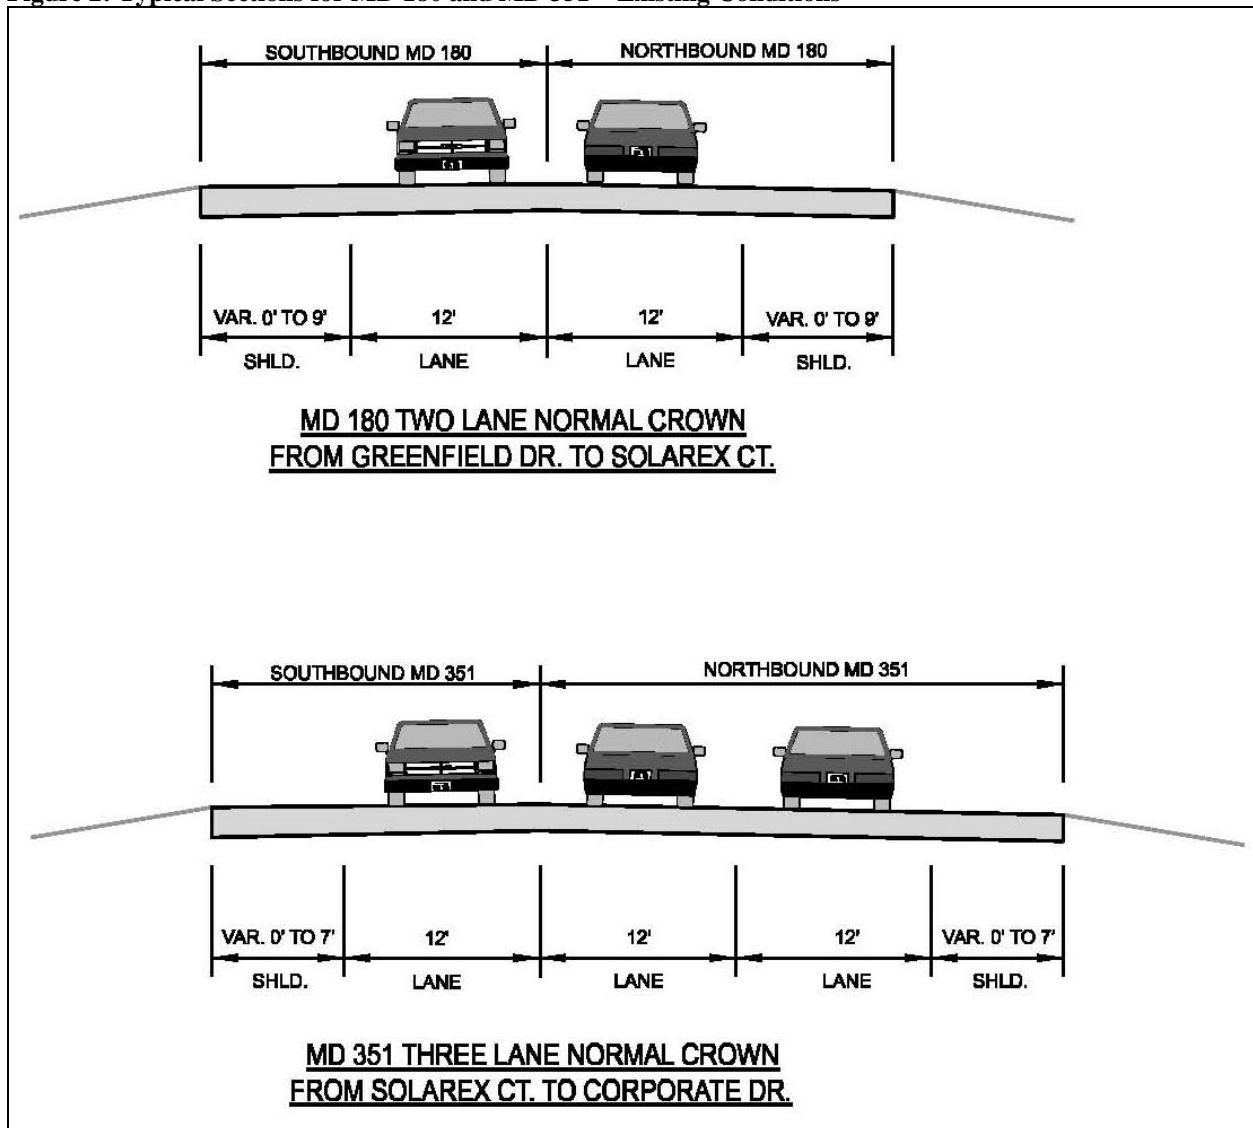 SOUTHBOUND MD 180 NORTHBOUND MD 180
VAR. 0' TO 9' 12' 12' VAR. 0' TO 9'
SHLD. LANE LANE SHLD.
MD 180 TWO LANE NORMAL CROWN
FROM GREENFIELD DR. TO SOLAREX CT.
SOUTHBOUND MD 351 NORTHBOUND MD 351
VAR. 0' TO 7' 12' 12' 12' VAR. 0' TO 7'
SHLD. LANE LANE LANE SHLD.
MD 351 THREE LANE NORMAL CROWN
FROM SOLAREX CT. TO CORPORATE DR.